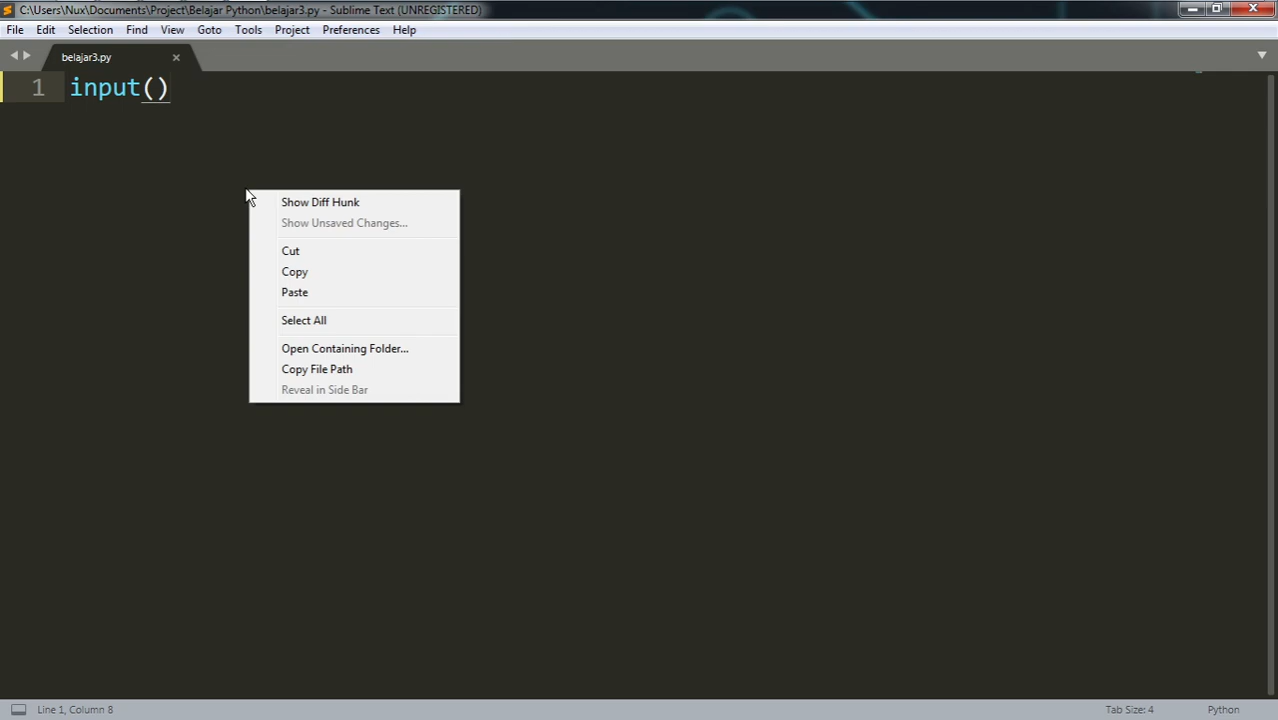 C:\Users\Nux\Documents\Project\Belajar Python\belajar3.py - Sublime Text (UNREGISTERED)
File Edit Selection Find View Goto Tools Project Preferences Help
belajar3.py
1 input()
Show Diff Hunk
Show Unsaved Changes...
Cut
Copy
Paste
Select All
Open Containing Folder...
Copy File Path
Reveal in Side Bar
Line 1, Column 8 Tab Size: 4 Python